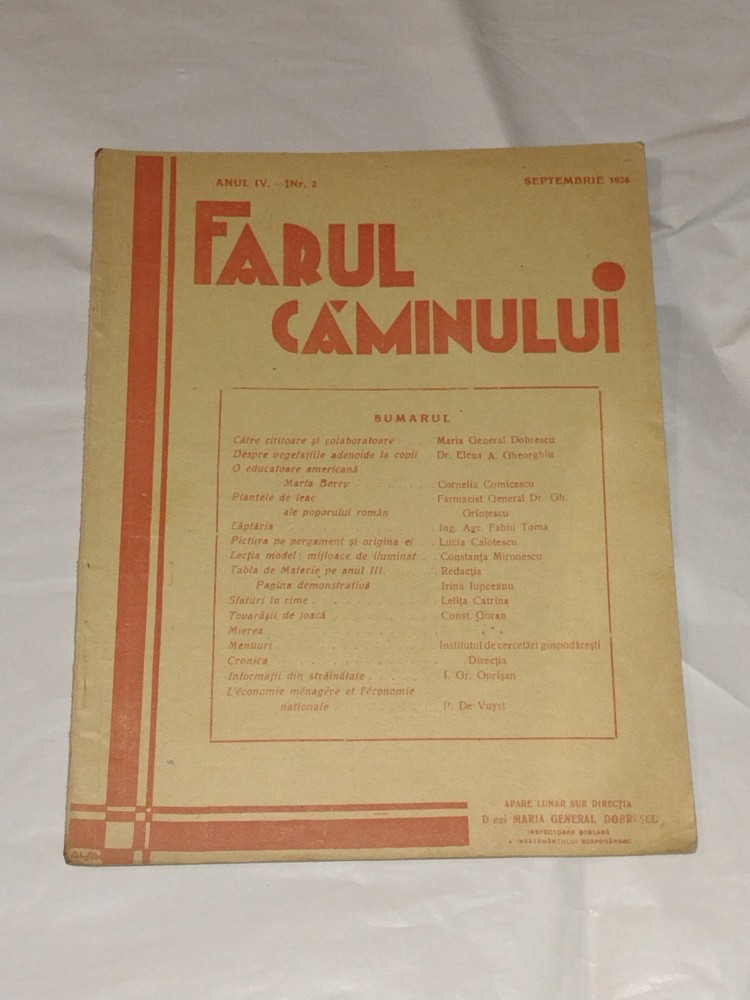 ANUL IV. — Nr. 2
SEPTEMBRIE 1936
FARUL
CĂMINULUI
SUMARUL
Către cititoare și colaboratoare Maria General Dobrescu
Despre vegetațiile adenoide la copii . Dr. Elena A. Gheorghiu
O educatoare americană
Maria Berry . . . . . . Cornelia Comicescu
Plantele de leac Farmacist General Dr. Gh.
ale poporului român Orințescu
Lăptăria . . . . . . . . . . Ing. Agr. Fabiu Toma
Pictura pe pergament și origina ei . Lucia Calotescu
Lecția model : mijloace de iluminat . . Constanța Mironescu
Tabla de Materie pe anul III . . . Redacția
Pagina demonstrativă Irina Iupceanu
Sfaturi în rime . . . . . . . Lelița Catrina
Tovarășii de joacă . . . . . . Const. Goran
Mierea . . . . . . . . . . * * *
Menuuri . . . . . . . . . Institutul de cercetări gospodărești
Cronica . . . . . . . . . Direcția
Informații din străinătate . . . . . I. Gr. Oprișan
L'économie ménagère et l'économie
nationale . . . . . . . . P. De Vuyst
APARE LUNAR SUB DIRECȚIA
D-nei MARIA GENERAL DOBRESCU
INSPECTOARE ȘCOLARĂ
A INVĂȚĂMÂNTULUI GOSPODĂRESC